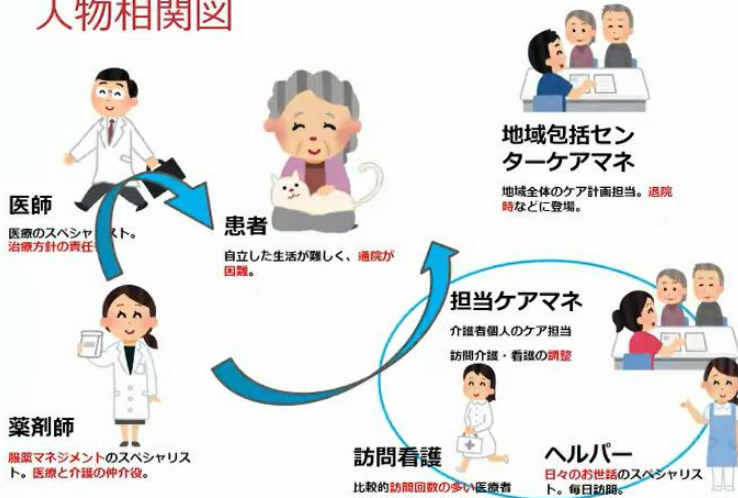 人物相関図
地域包括セン
ターケアマネ
地域全体のケア計画担当。退院
時などに登場。
医師
医療のスペシャ スト。
治療方針の責任
患者
自立した生活が難しく、通院が
困難。
担当ケアマネ
介護者個人のケア担当
訪問介護・看護の調整
薬剤師
服薬マネジメントのスペシャリス
ト。医療と介護の仲介役。
訪問看護
比較的訪問回数の多い医療者
ヘルパー
日々のお世話のスペシャリス
ト。毎日訪問。